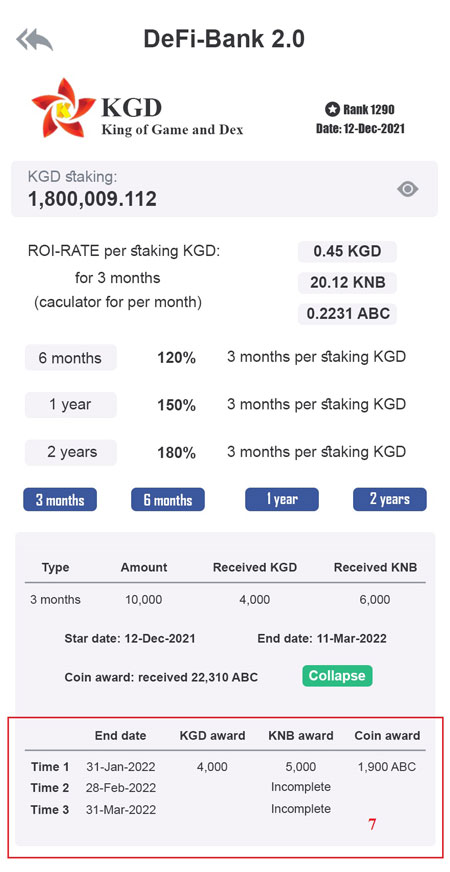 DeFi-Bank 2.0
KGD
King of Game and Dex
Rank 1290
Date: 12-Dec-2021
KGD staking:
1,800,009.112
ROI-RATE per staking KGD:
for 3 months
(caculator for per month)
0.45 KGD
20.12 KNB
0.2231 ABC
6 months 120% 3 months per staking KGD
1 year 150% 3 months per staking KGD
2 years 180% 3 months per staking KGD
3 months 6 months 1 year 2 years
Type Amount Received KGD Received KNB
3 months 10,000 4,000 6,000
Start date: 12-Dec-2021 End date: 11-Mar-2022
Coin award: received 22,310 ABC Collapse
End date KGD award KNB award Coin award
Time 1 31-Jan-2022 4,000 5,000 1,900 ABC
Time 2 28-Feb-2022 Incomplete
Time 3 31-Mar-2022 Incomplete
7